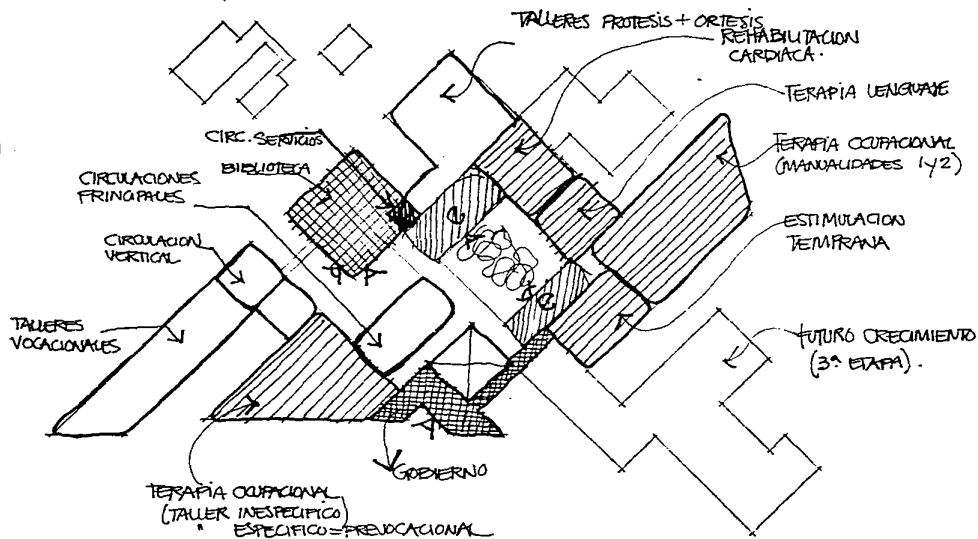 TALLERES PROTESIS + ORTESIS
REHABILITACION
CARDIACA.
TERAPIA LENGUAJE
CIRC. SERVICIOS
BIBLIOTECA
TERAPIA OCUPACIONAL
(MANUALIDADES 1 y 2)
CIRCULACIONES
PRINCIPALES
e
ESTIMULACION
TEMPRANA
CIRCULACION
VERTICAL
e
TALLERES
VOCACIONALES
FUTURO CRECIMIENTO
(3ª ETAPA).
GOBIERNO
TERAPIA OCUPACIONAL
(TALLER INESPECIFICO)
" ESPECIFICO = PREVOCACIONAL